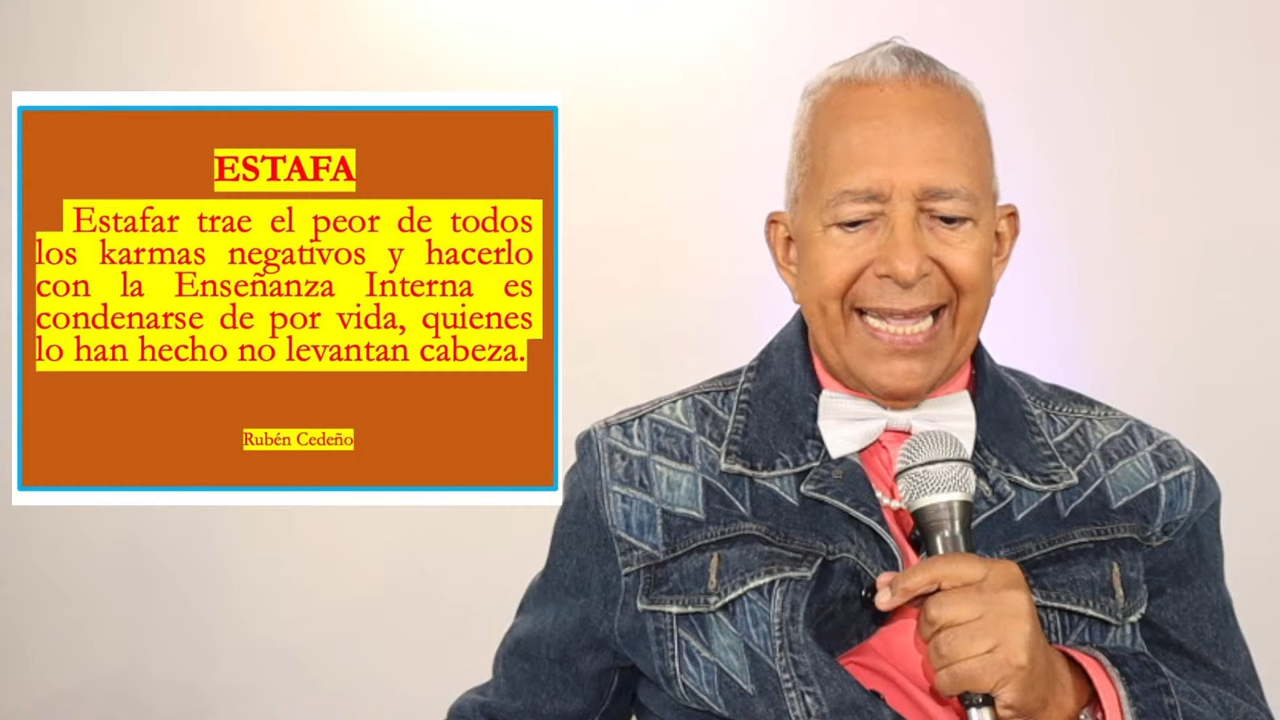 ESTAFA
Estafar trae el peor de todos
los karmas negativos y hacerlo
con la Enseñanza Interna es
condenarse de por vida, quienes
lo han hecho no levantan cabeza.
Rubén Cedeño